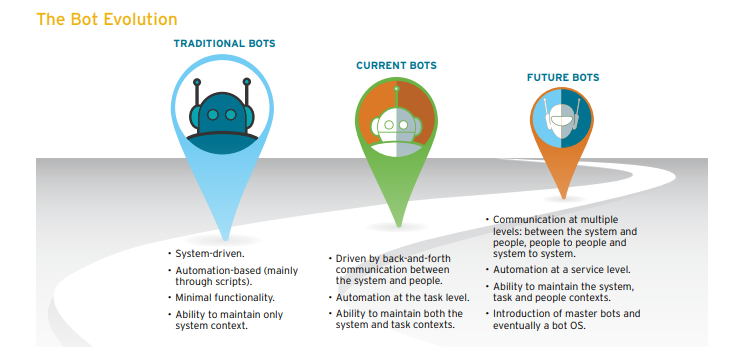 The Bot Evolution
TRADITIONAL BOTS
• System-driven.
• Automation-based (mainly
through scripts).
• Minimal functionality.
• Ability to maintain only
system context.
CURRENT BOTS
• Driven by back-and-forth
communication between
the system and people.
• Automation at the task level.
• Ability to maintain both the
system and task contexts.
FUTURE BOTS
• Communication at multiple
levels: between the system and
people, people to people and
system to system.
• Automation at a service level.
• Ability to maintain the system,
task and people contexts.
• Introduction of master bots and
eventually a bot OS.